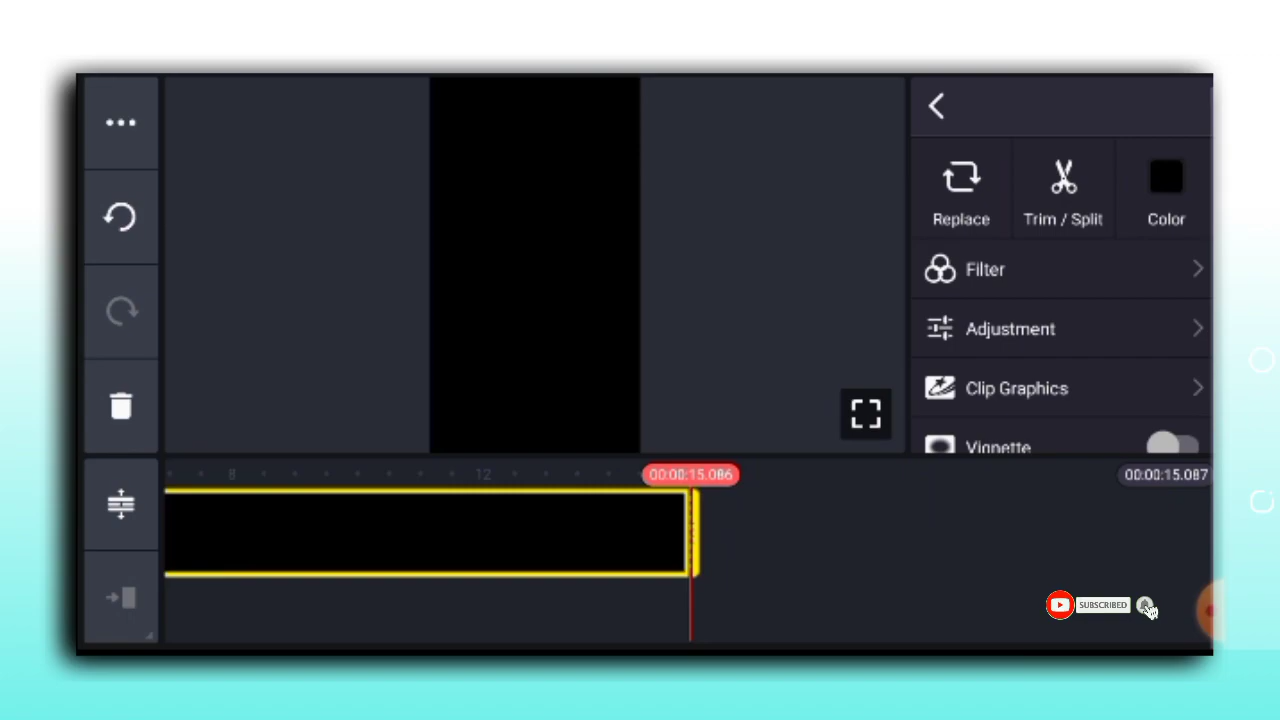 Replace
Trim / Split
Color
Filter
Adjustment
Clip Graphics
Vignette
8
12
00:00:15.086
00:00:15.087
SUBSCRIBED